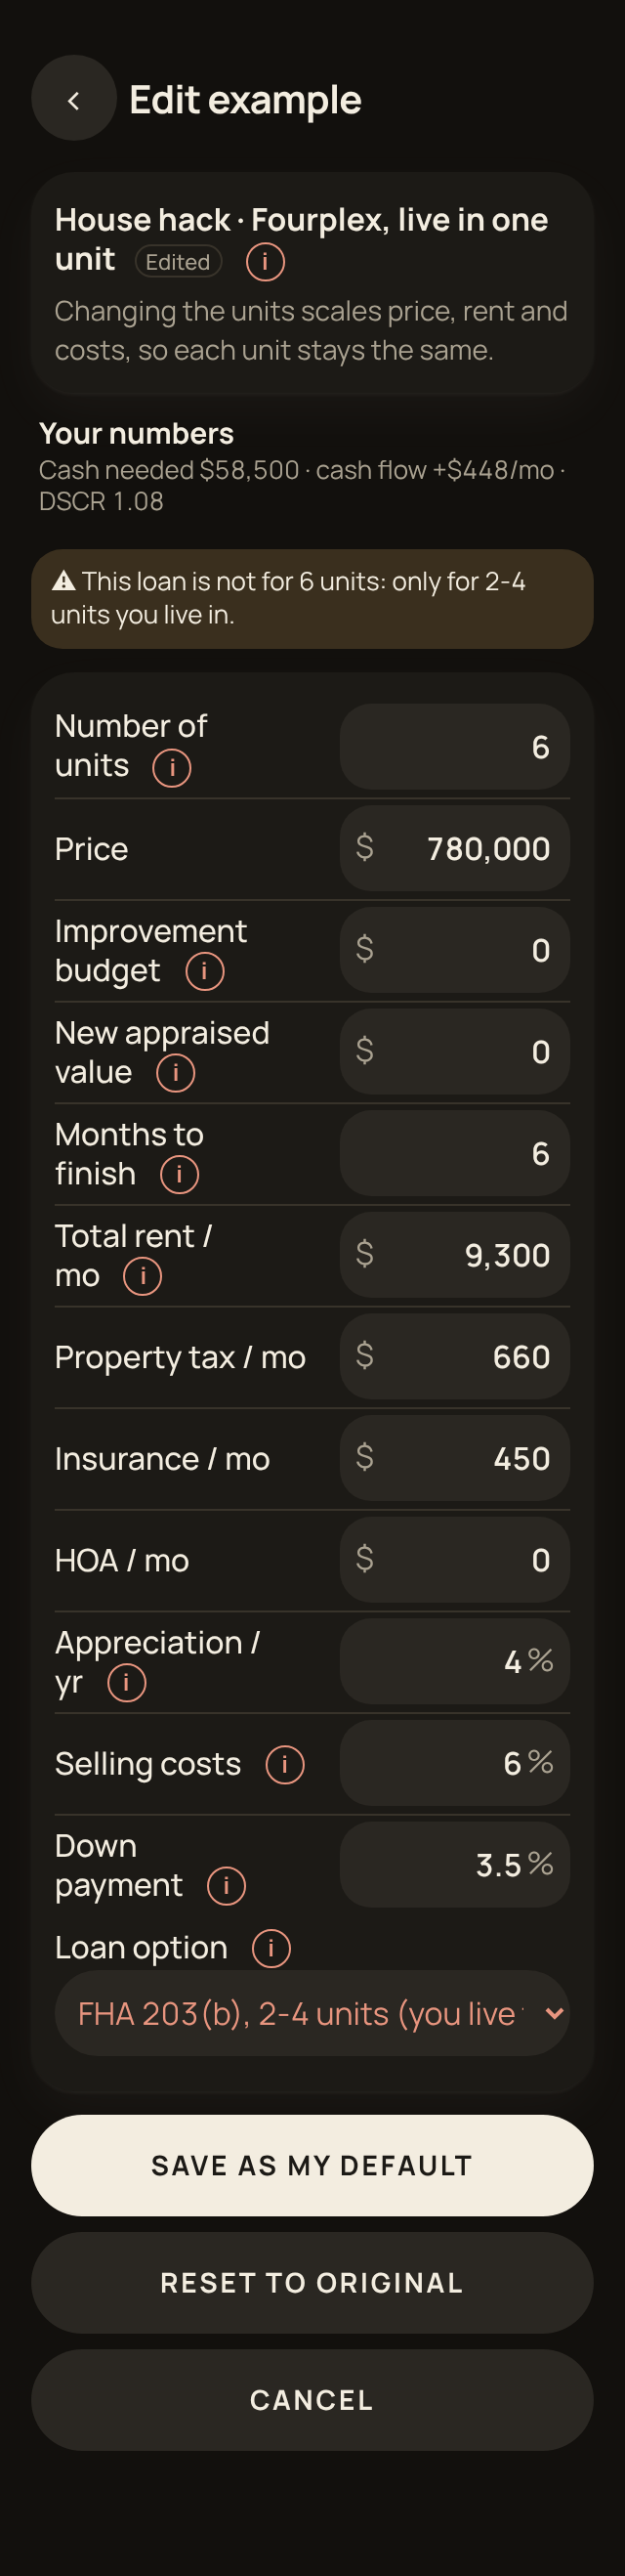 Edit example
House hack · Fourplex, live in one
unit Edited i
Changing the units scales price, rent and
costs, so each unit stays the same.
Your numbers
Cash needed $58,500 · cash flow +$448/mo ·
DSCR 1.08
⚠ This loan is not for 6 units: only for 2-4
units you live in.
Number of
units i
6
Price
$ 780,000
Improvement
budget i
$ 0
New appraised
value i
$ 0
Months to
finish i
6
Total rent /
mo i
$ 9,300
Property tax / mo
$ 660
Insurance / mo
$ 450
HOA / mo
$ 0
Appreciation /
yr i
4 %
Selling costs i
6 %
Down
payment i
3.5 %
Loan option i
FHA 203(b), 2-4 units (you live
SAVE AS MY DEFAULT
RESET TO ORIGINAL
CANCEL